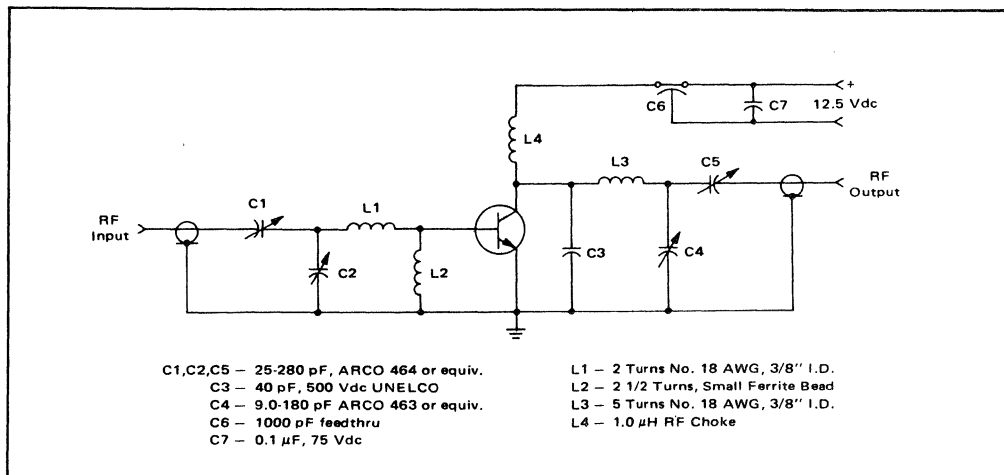 +
C6
C7
12.5 Vdc
L4
L3
C5
RF
Output
C1
L1
RF
Input
C2
L2
C3
C4
C1,C2,C5 – 25-280 pF, ARCO 464 or equiv.
C3 – 40 pF, 500 Vdc UNELCO
C4 – 9.0-180 pF ARCO 463 or equiv.
C6 – 1000 pF feedthru
C7 – 0.1 μF, 75 Vdc
L1 – 2 Turns No. 18 AWG, 3/8'' I.D.
L2 – 2 1/2 Turns, Small Ferrite Bead
L3 – 5 Turns No. 18 AWG, 3/8'' I.D.
L4 – 1.0 μH RF Choke